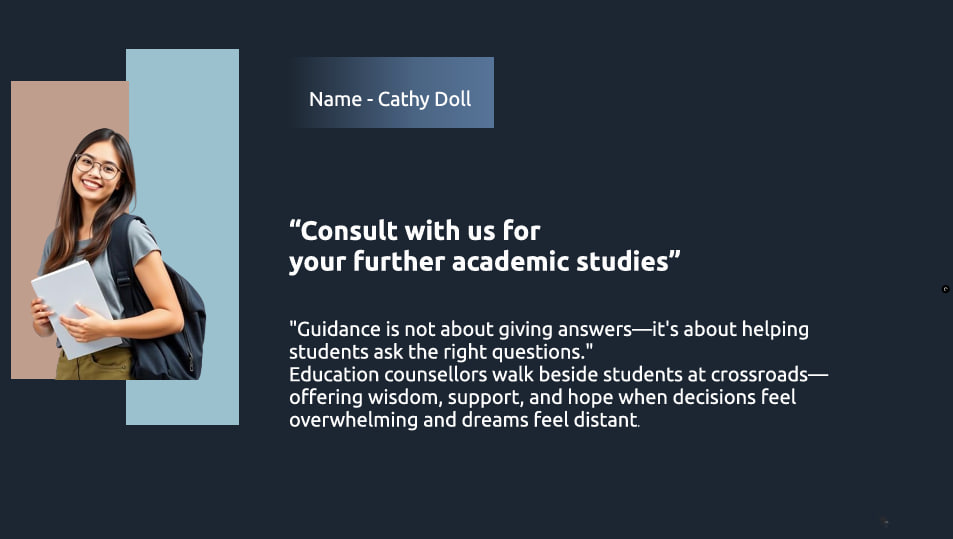 Name - Cathy Doll
“Consult with us for
your further academic studies”
"Guidance is not about giving answers—it's about helping
students ask the right questions."
Education counsellors walk beside students at crossroads—
offering wisdom, support, and hope when decisions feel
overwhelming and dreams feel distant.